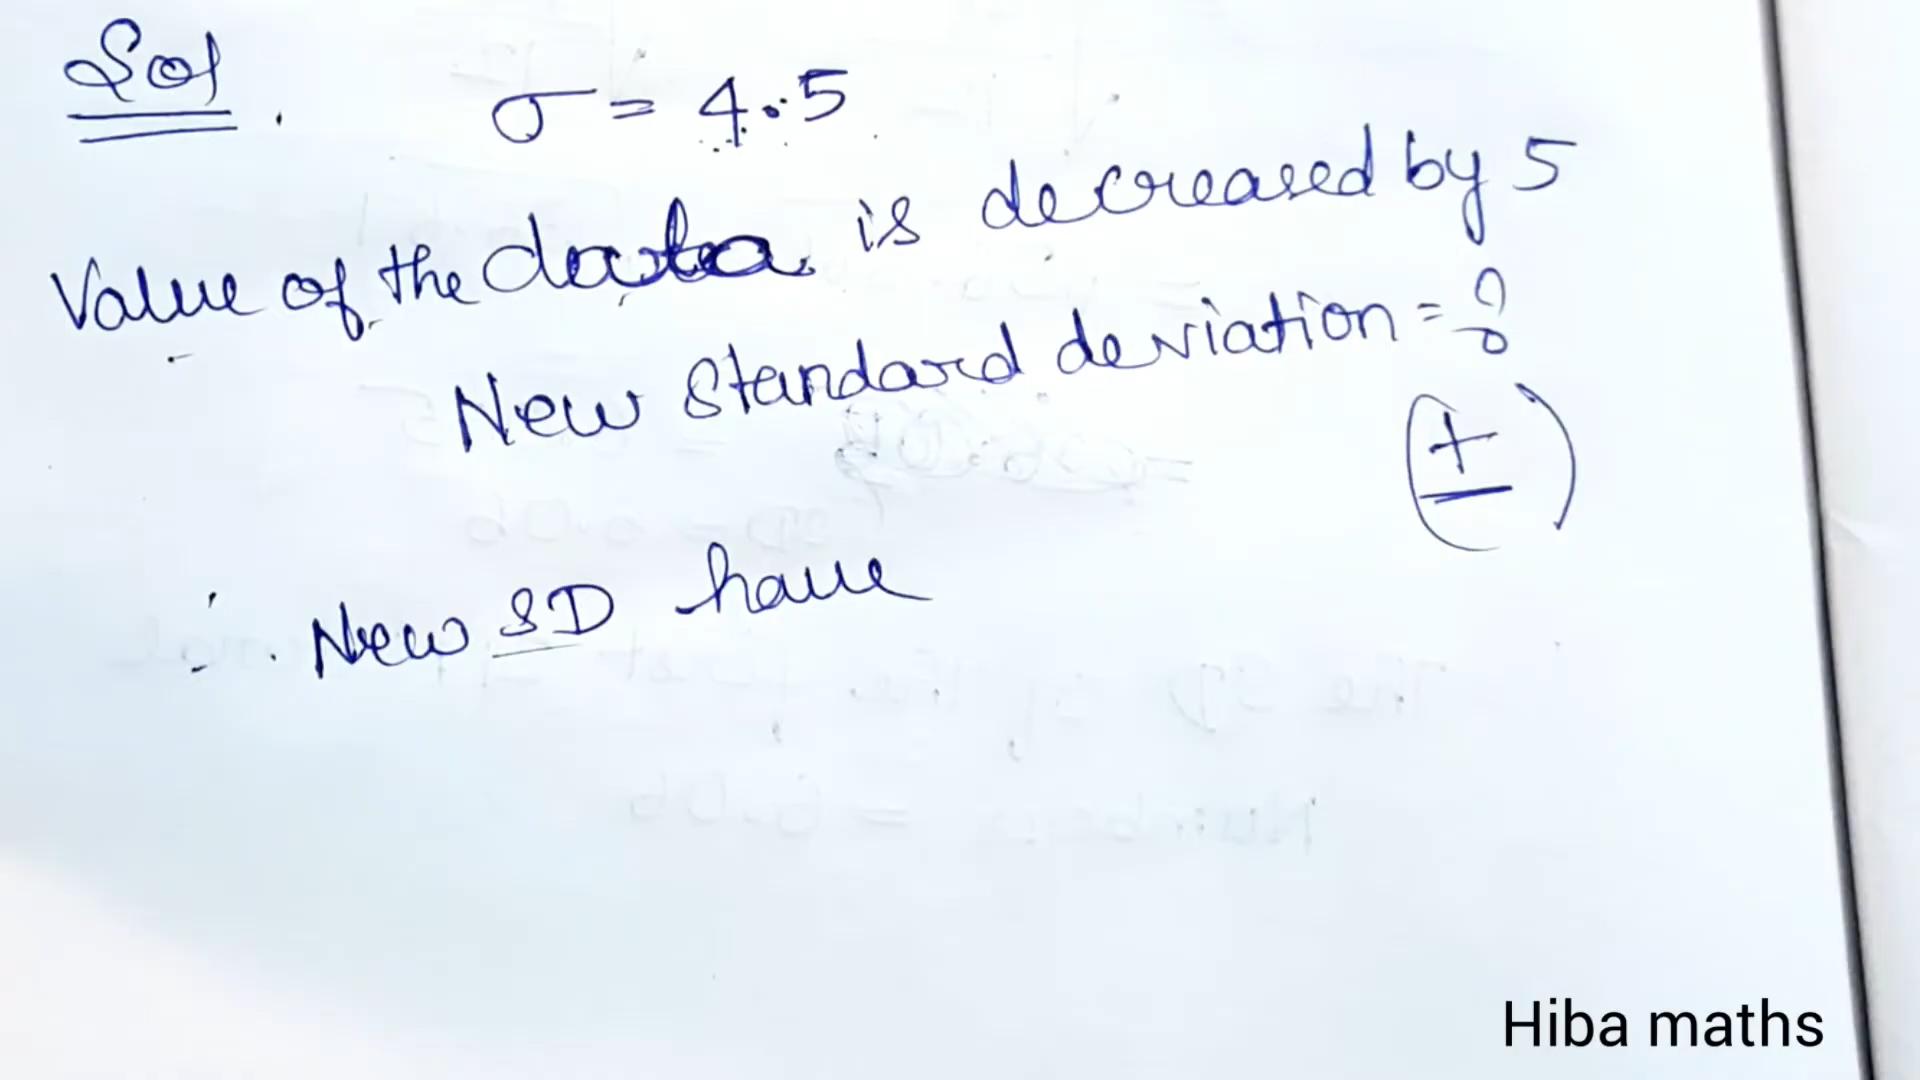 Sol.
σ = 4.5
Value of the data is decreased by 5
New Standard deviation = ?
(±)
∴ New SD have
Hiba maths